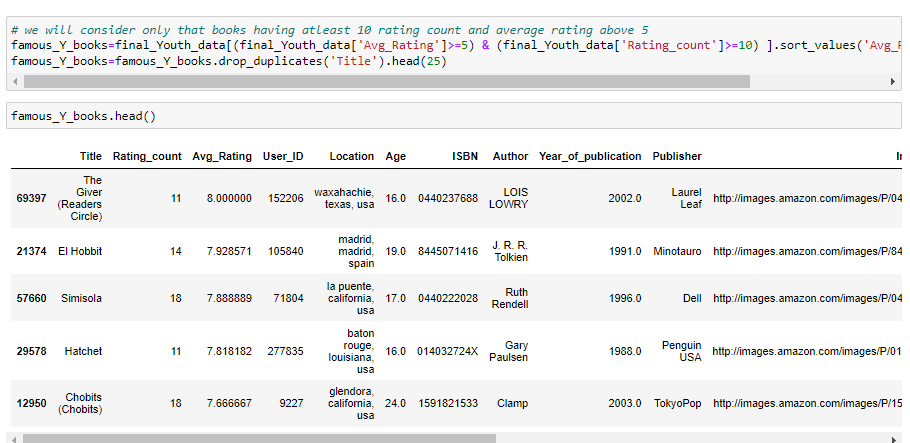 # we will consider only that books having atleast 10 rating count and average rating above 5
famous_Y_books=final_Youth_data[(final_Youth_data['Avg_Rating']>=5) & (final_Youth_data['Rating_count']>=10) ].sort_values('Avg_R
famous_Y_books=famous_Y_books.drop_duplicates('Title').head(25)
famous_Y_books.head()
Title Rating_count Avg_Rating User_ID Location Age ISBN Author Year_of_publication Publisher
69397 The Giver (Readers Circle) 11 8.000000 152206 waxahachie, texas, usa 16.0 0440237688 LOIS LOWRY 2002.0 Laurel Leaf http://images.amazon.com/images/P/04
21374 El Hobbit 14 7.928571 105840 madrid, madrid, spain 19.0 8445071416 J. R. R. Tolkien 1991.0 Minotauro http://images.amazon.com/images/P/84
57660 Simisola 18 7.888889 71804 la puente, california, usa 17.0 0440222028 Ruth Rendell 1996.0 Dell http://images.amazon.com/images/P/04
29578 Hatchet 11 7.818182 277835 baton rouge, louisiana, usa 16.0 014032724X Gary Paulsen 1988.0 Penguin USA http://images.amazon.com/images/P/01
12950 Chobits (Chobits) 18 7.666667 9227 glendora, california, usa 24.0 1591821533 Clamp 2003.0 TokyoPop http://images.amazon.com/images/P/15